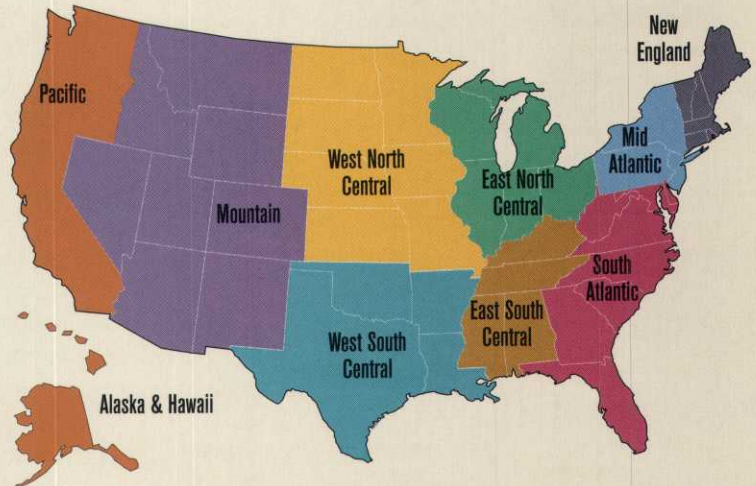 New
England
Pacific
Mid
Atlantic
West North
Central
East North
Central
Mountain
South
Atlantic
East South
Central
West South
Central
Alaska & Hawaii